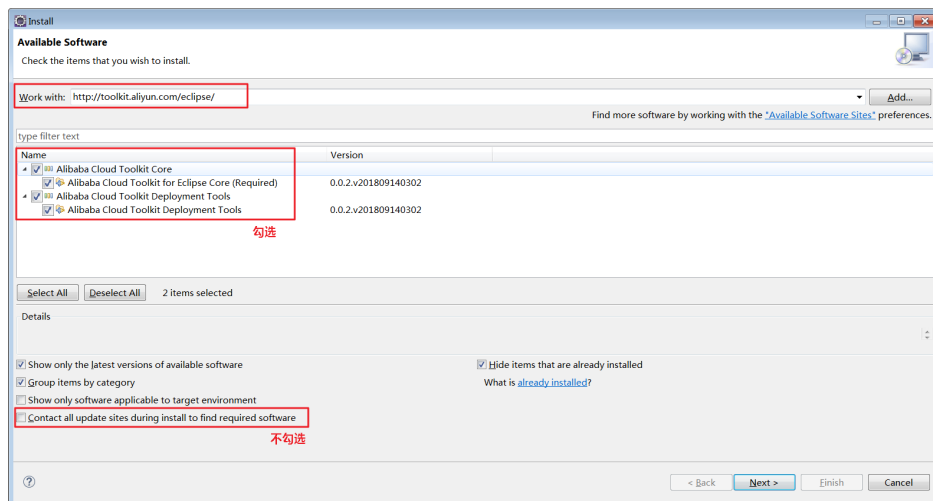 Install
Available Software
Check the items that you wish to install.
Work with: http://toolkit.aliyun.com/eclipse/ Add...
Find more software by working with the "Available Software Sites" preferences.
type filter text
Name Version
Alibaba Cloud Toolkit Core
Alibaba Cloud Toolkit for Eclipse Core (Required) 0.0.2.v201809140302
Alibaba Cloud Toolkit Deployment Tools
Alibaba Cloud Toolkit Deployment Tools 0.0.2.v201809140302
勾选
Select All Deselect All 2 items selected
Details
Show only the latest versions of available software Hide items that are already installed
Group items by category What is already installed?
Show only software applicable to target environment
Contact all update sites during install to find required software
不勾选
? < Back Next > Finish Cancel